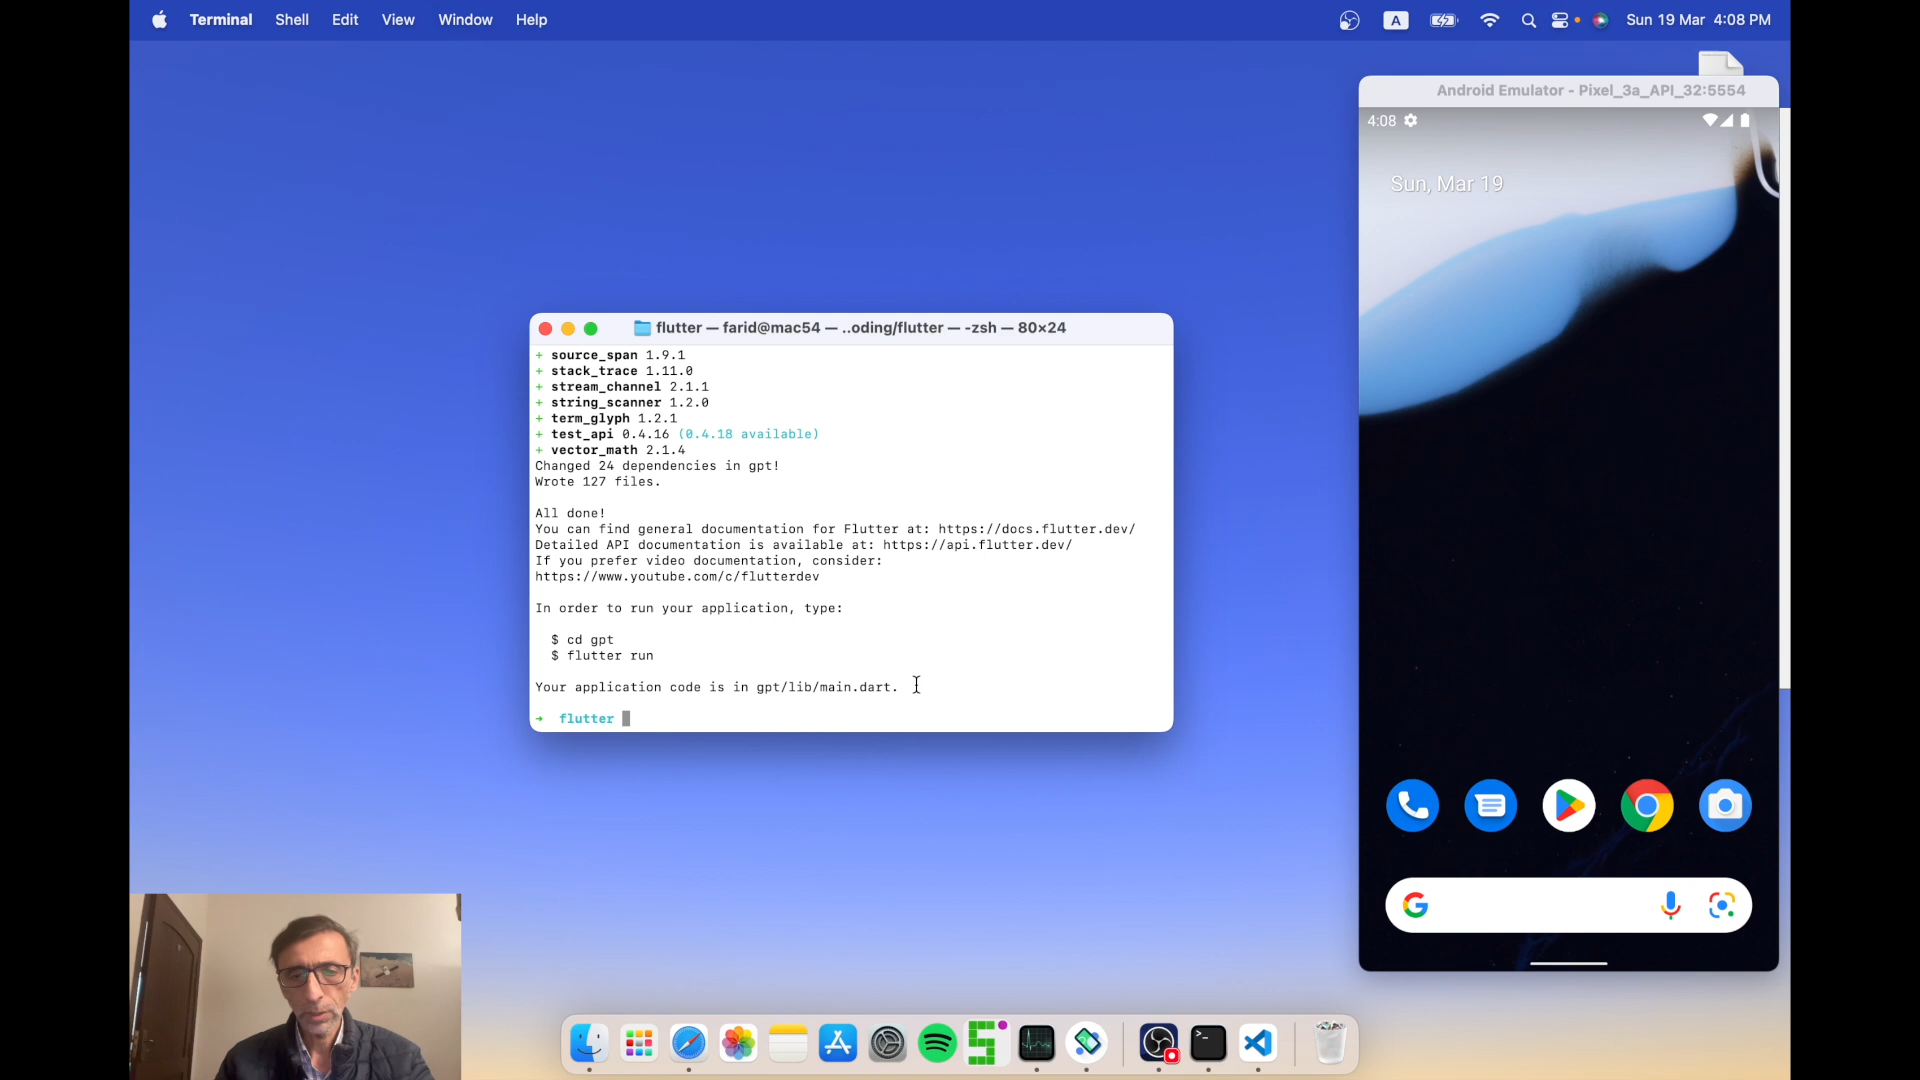 Terminal Shell Edit View Window Help
A
Sun 19 Mar 4:08 PM
Android Emulator - Pixel_3a_API_32:5554
4:08
Sun, Mar 19
flutter — farid@mac54 — ..oding/flutter — -zsh — 80×24
+ source_span 1.9.1
+ stack_trace 1.11.0
+ stream_channel 2.1.1
+ string_scanner 1.2.0
+ term_glyph 1.2.1
+ test_api 0.4.16 (0.4.18 available)
+ vector_math 2.1.4
Changed 24 dependencies in gpt!
Wrote 127 files.
All done!
You can find general documentation for Flutter at: https://docs.flutter.dev/
Detailed API documentation is available at: https://api.flutter.dev/
If you prefer video documentation, consider:
https://www.youtube.com/c/flutterdev
In order to run your application, type:
$ cd gpt
$ flutter run
Your application code is in gpt/lib/main.dart.
→ flutter